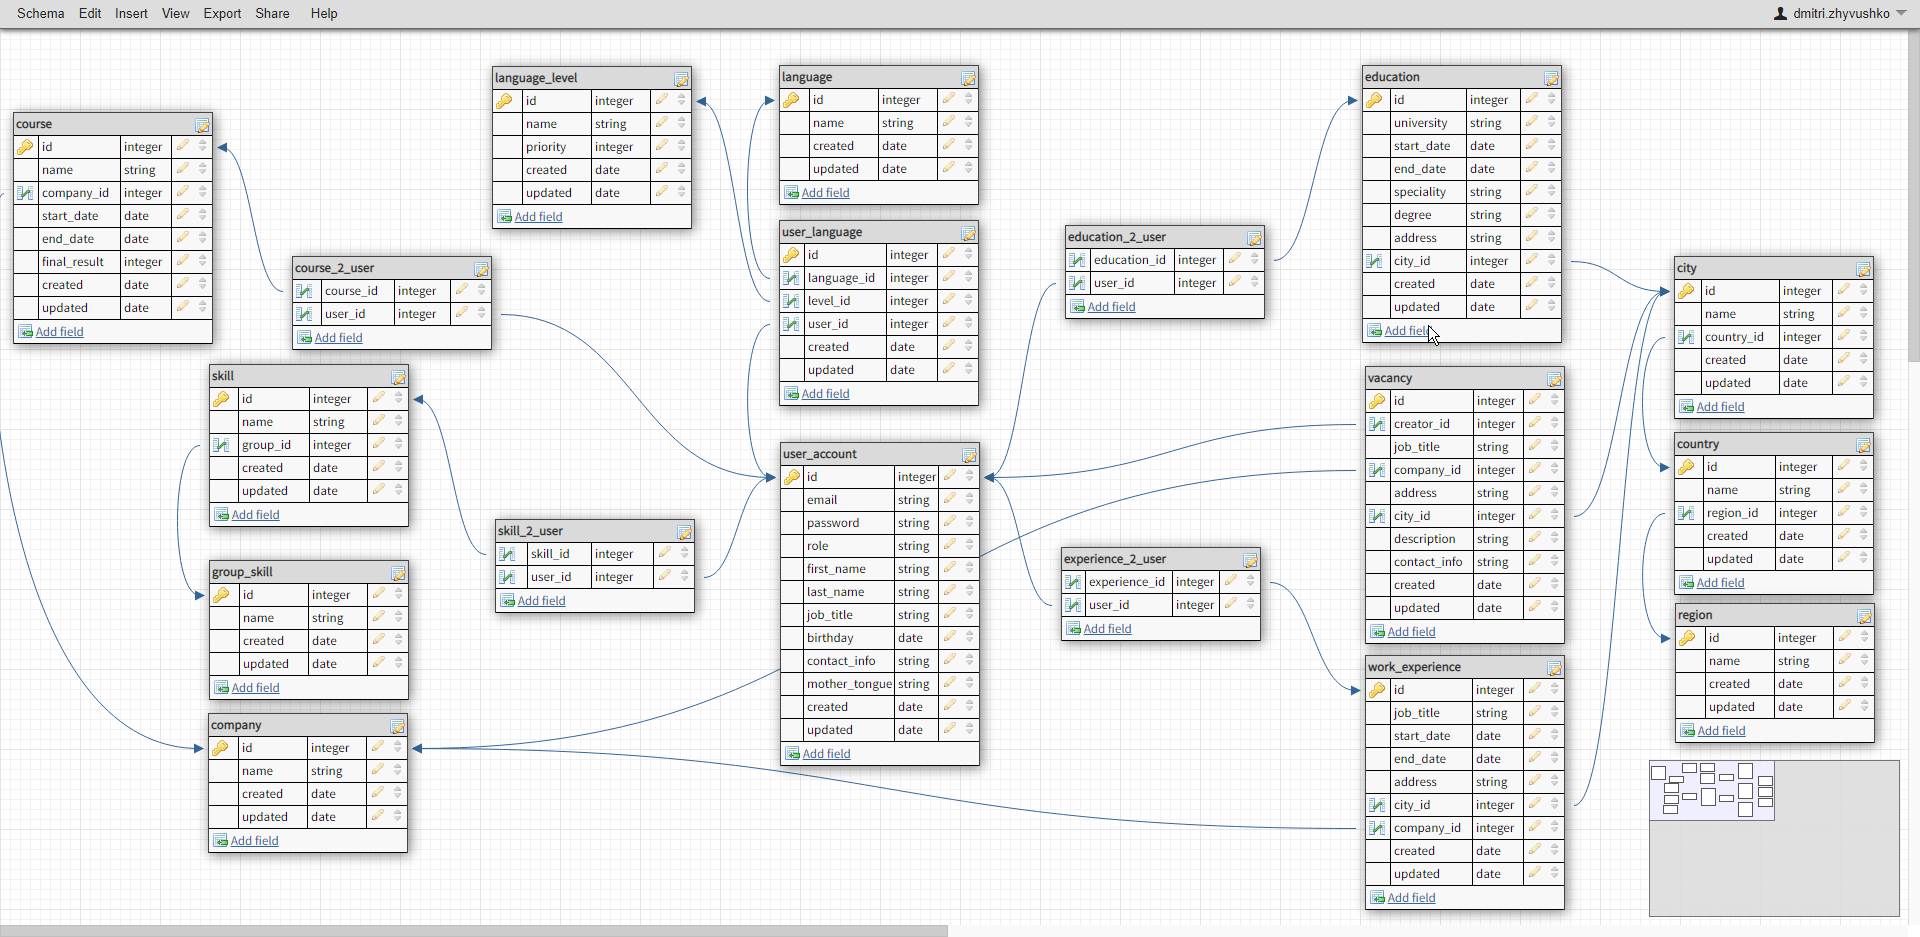 Schema Edit Insert View Export Share Help
dmitri.zhyvushko
course
id integer
name string
company_id integer
start_date date
end_date date
final_result integer
created date
updated date
Add field
course_2_user
course_id integer
user_id integer
Add field
skill
id integer
name string
group_id integer
created date
updated date
Add field
group_skill
id integer
name string
created date
updated date
Add field
company
id integer
name string
created date
updated date
Add field
language_level
id integer
name string
priority integer
created date
updated date
Add field
skill_2_user
skill_id integer
user_id integer
Add field
language
id integer
name string
created date
updated date
Add field
user_language
id integer
language_id integer
level_id integer
user_id integer
created date
updated date
Add field
user_account
id integer
email string
password string
role string
first_name string
last_name string
job_title string
birthday date
contact_info string
mother_tongue string
created date
updated date
Add field
education_2_user
education_id integer
user_id integer
Add field
experience_2_user
experience_id integer
user_id integer
Add field
education
id integer
university string
start_date date
end_date date
speciality string
degree string
address string
city_id integer
created date
updated date
Add field
vacancy
id integer
creator_id integer
job_title string
company_id integer
address string
city_id integer
description string
contact_info string
created date
updated date
Add field
work_experience
id integer
job_title string
start_date date
end_date date
address string
city_id integer
company_id integer
created date
updated date
Add field
city
id integer
name string
country_id integer
created date
updated date
Add field
country
id integer
name string
region_id integer
created date
updated date
Add field
region
id integer
name string
created date
updated date
Add field